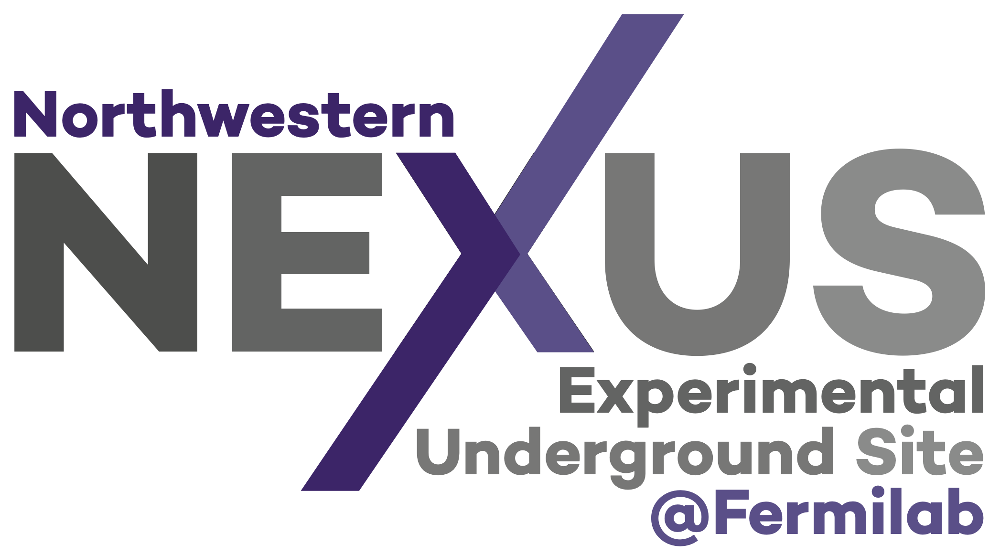 Northwestern
NEXUS
Experimental
Underground Site
@Fermilab